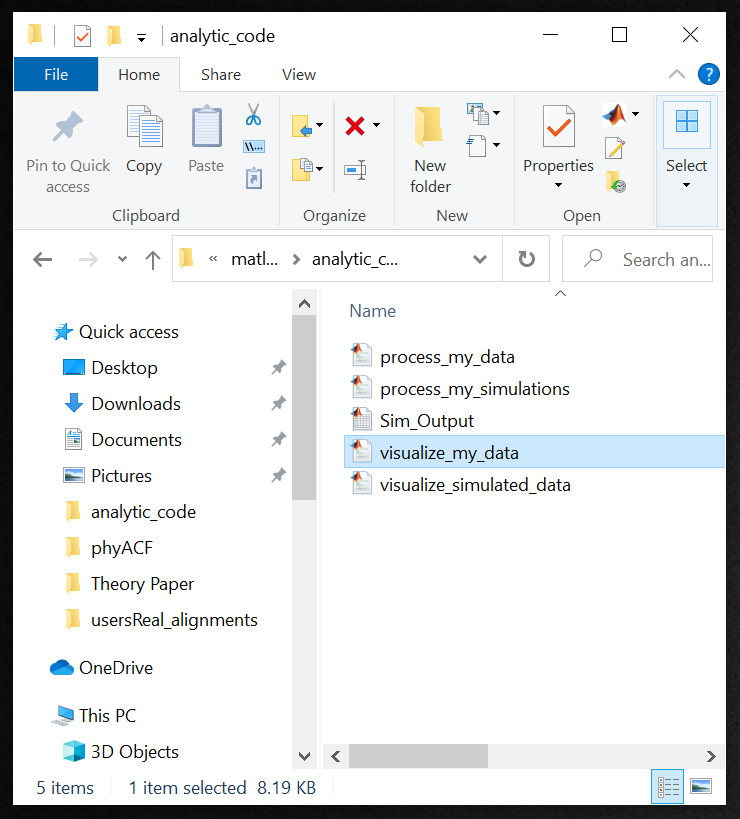 analytic_code
File Home Share View
Pin to Quick access
Copy
Paste
New folder
Properties
Select
Clipboard Organize New Open
« matl... > analytic_c...
Search an...
Quick access
Desktop
Downloads
Documents
Pictures
analytic_code
phyACF
Theory Paper
usersReal_alignments
OneDrive
This PC
3D Objects
Name
process_my_data
process_my_simulations
Sim_Output
visualize_my_data
visualize_simulated_data
5 items 1 item selected 8.19 KB